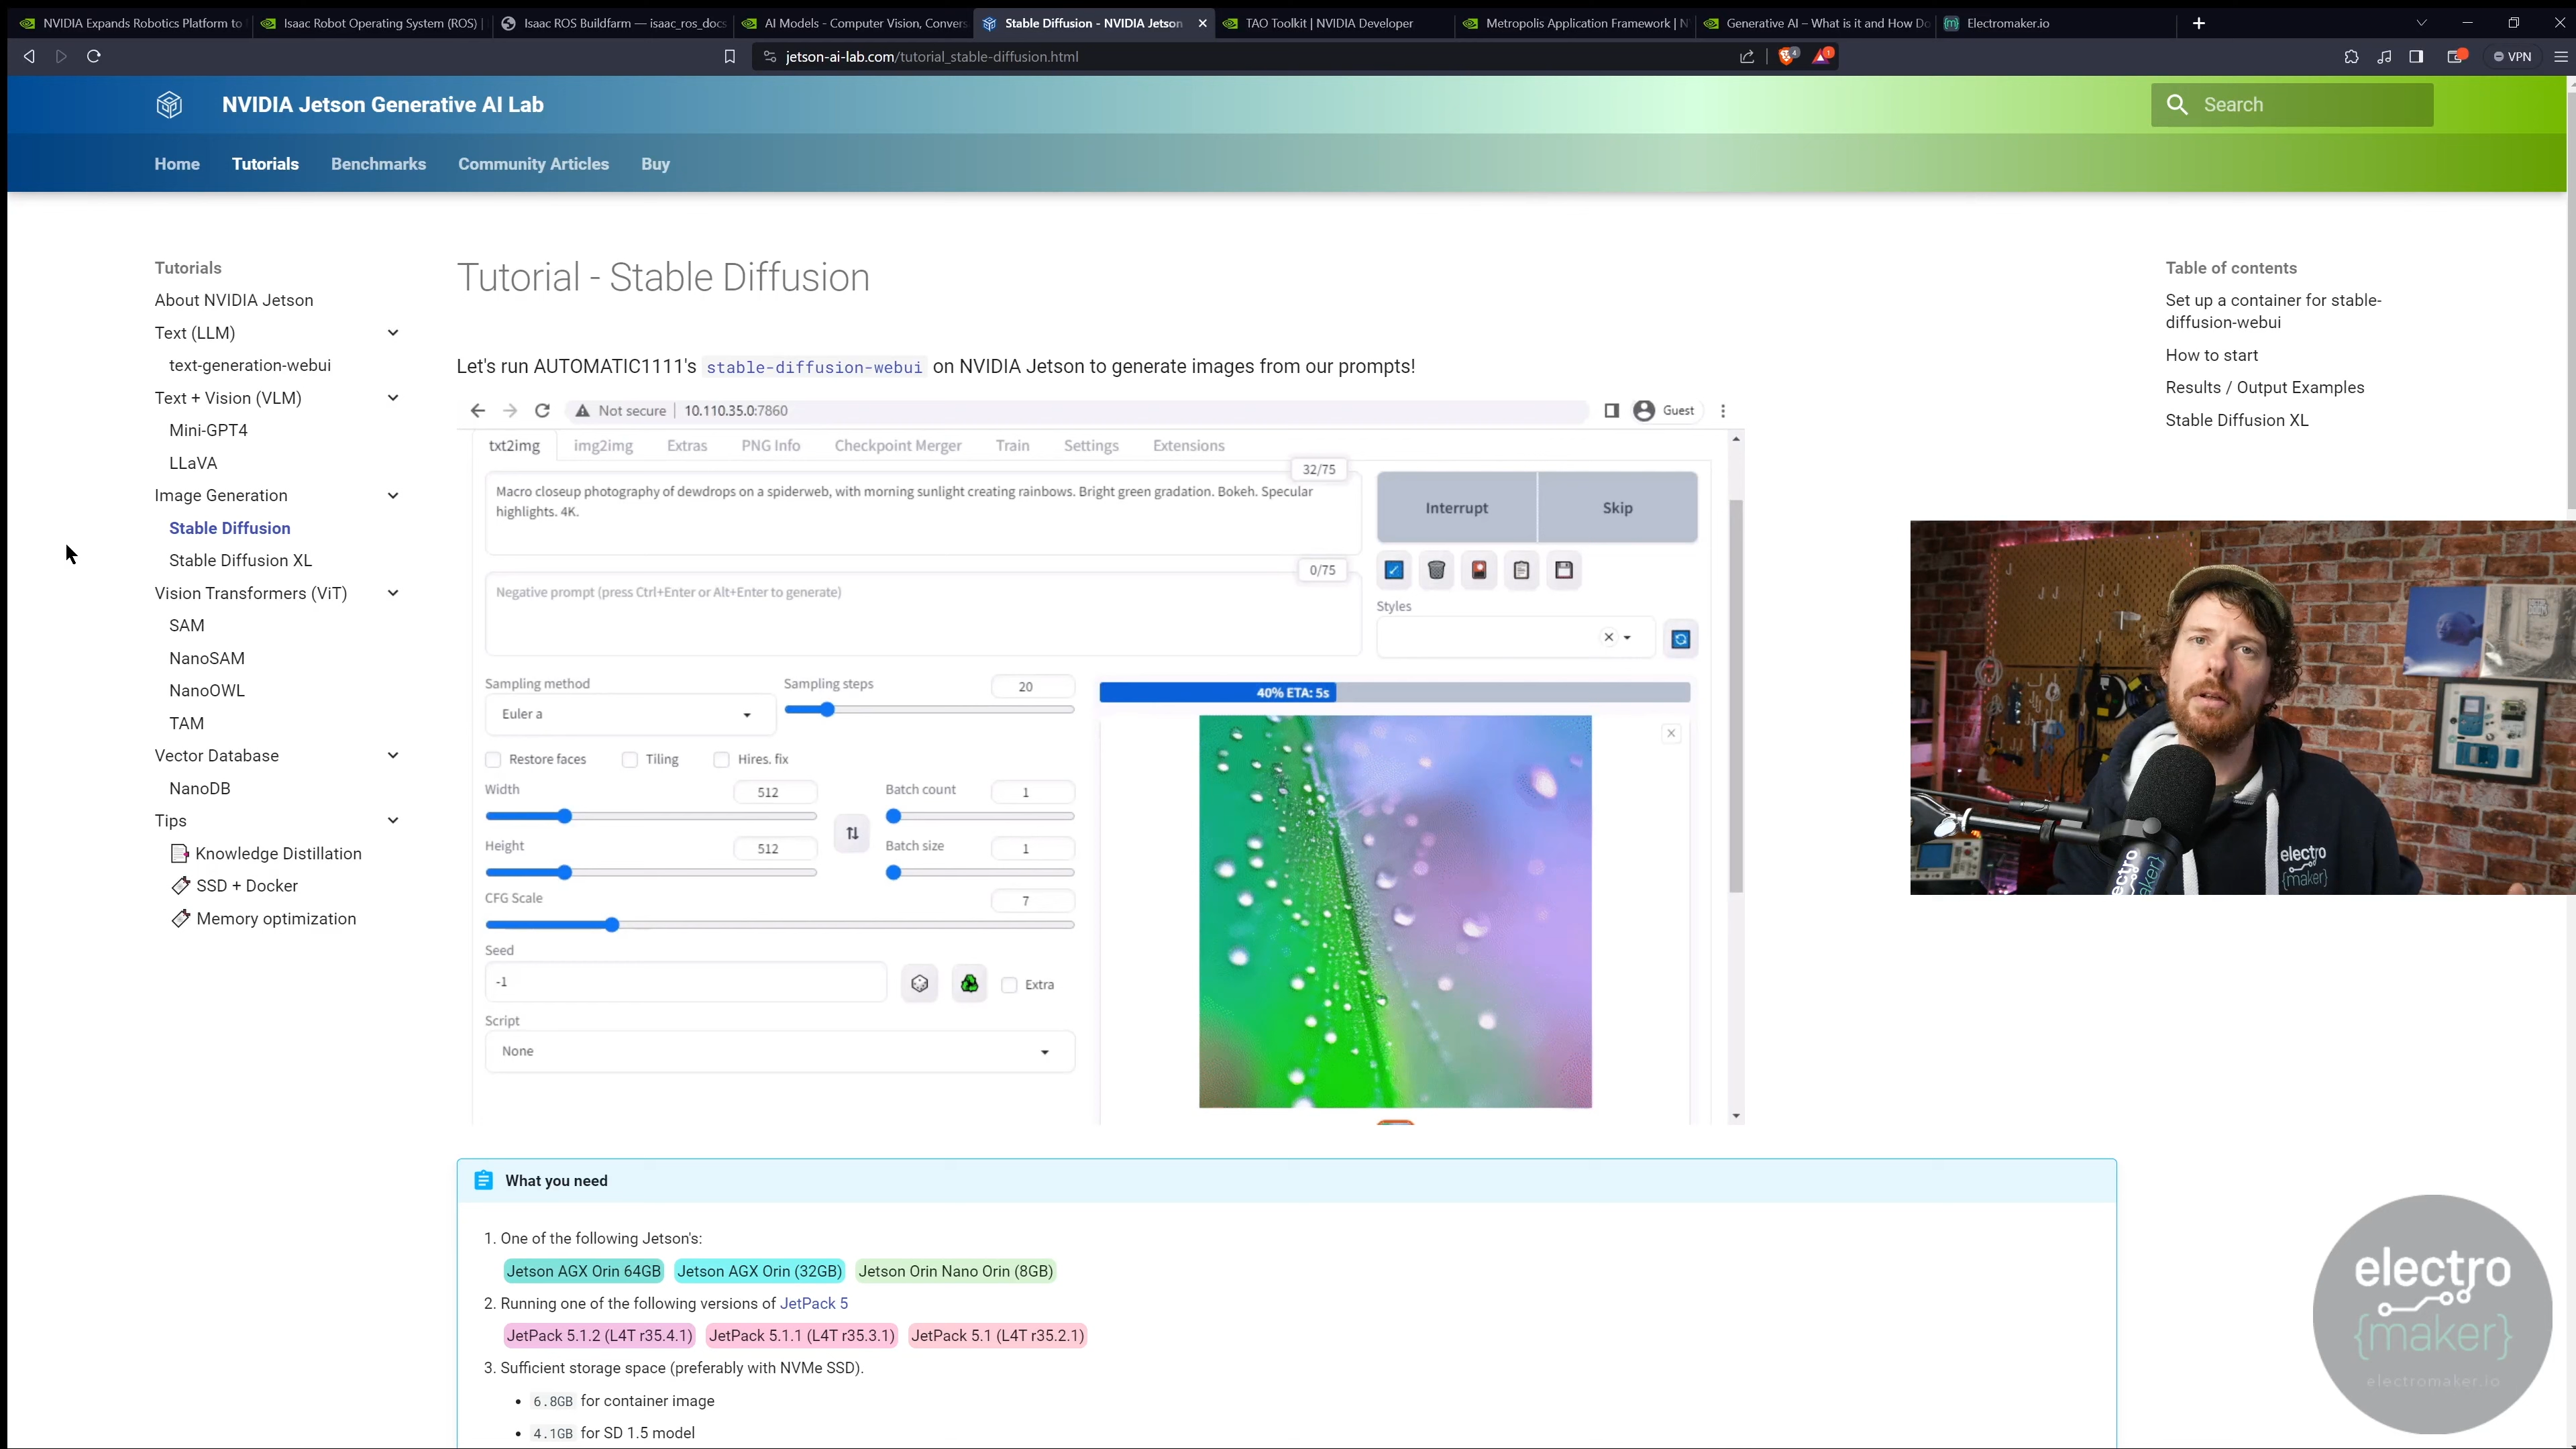 NVIDIA Expands Robotics Platform to
Isaac Robot Operating System (ROS) |
Isaac ROS Buildfarm — isaac_ros_docs
AI Models - Computer Vision, Convers
Stable Diffusion - NVIDIA Jetson
TAO Toolkit | NVIDIA Developer
Metropolis Application Framework | N
Generative AI – What is it and How Do
Electromaker.io
jetson-ai-lab.com/tutorial_stable-diffusion.html
4
1
VPN
NVIDIA Jetson Generative AI Lab
Search
Home
Tutorials
Benchmarks
Community Articles
Buy
Tutorials
About NVIDIA Jetson
Text (LLM)
text-generation-webui
Text + Vision (VLM)
Mini-GPT4
LLaVA
Image Generation
Stable Diffusion
Stable Diffusion XL
Vision Transformers (ViT)
SAM
NanoSAM
NanoOWL
TAM
Vector Database
NanoDB
Tips
Knowledge Distillation
SSD + Docker
Memory optimization
Tutorial - Stable Diffusion
Let's run AUTOMATIC1111's stable-diffusion-webui on NVIDIA Jetson to generate images from our prompts!
Not secure | 10.110.35.0:7860
Guest
txt2img
img2img
Extras
PNG Info
Checkpoint Merger
Train
Settings
Extensions
32/75
Macro closeup photography of dewdrops on a spiderweb, with morning sunlight creating rainbows. Bright green gradation. Bokeh. Specular
highlights. 4K.
Interrupt
Skip
0/75
Negative prompt (press Ctrl+Enter or Alt+Enter to generate)
Styles
Sampling method
Euler a
Sampling steps
20
40% ETA: 5s
Restore faces
Tiling
Hires. fix
Width
512
Batch count
1
Height
512
Batch size
1
CFG Scale
7
Seed
-1
Extra
Script
None
What you need
1. One of the following Jetson's:
Jetson AGX Orin 64GB
Jetson AGX Orin (32GB)
Jetson Orin Nano Orin (8GB)
2. Running one of the following versions of JetPack 5
JetPack 5.1.2 (L4T r35.4.1)
JetPack 5.1.1 (L4T r35.3.1)
JetPack 5.1 (L4T r35.2.1)
3. Sufficient storage space (preferably with NVMe SSD).
• 6.8GB for container image
• 4.1GB for SD 1.5 model
Table of contents
Set up a container for stable-
diffusion-webui
How to start
Results / Output Examples
Stable Diffusion XL
electro
{maker}
electro
{maker}
electromaker.io